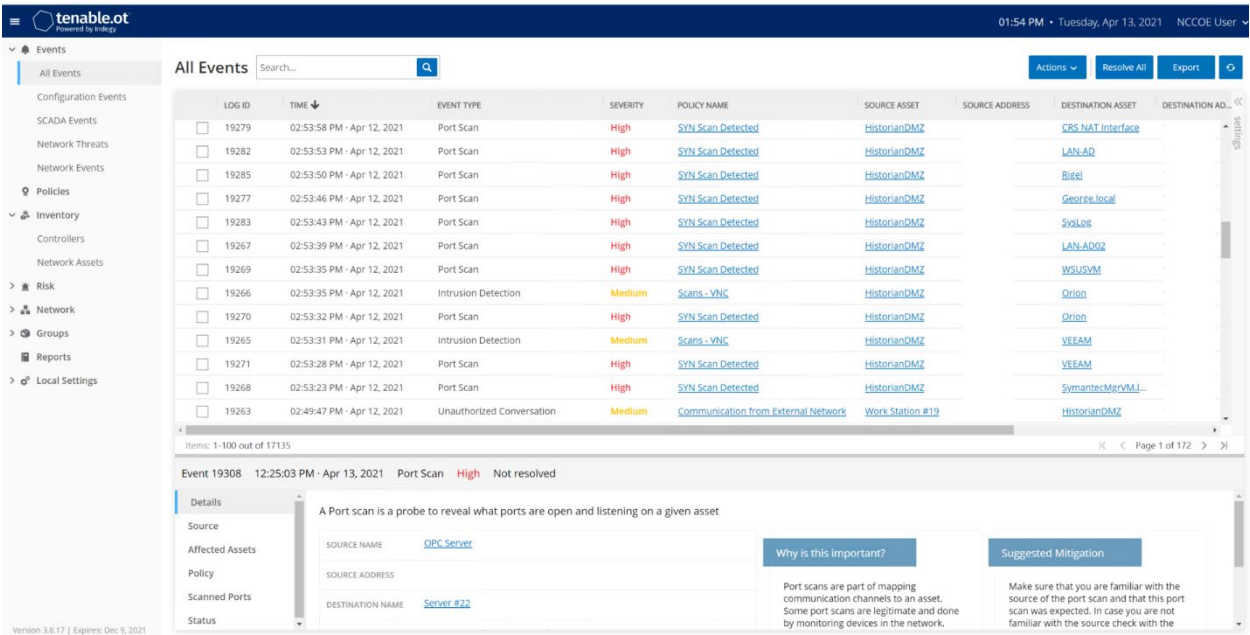 tenable.ot
Powered by Indegy
01:54 PM • Tuesday, Apr 13, 2021 NCCOE User
Events
All Events
Configuration Events
SCADA Events
Network Threats
Network Events
Policies
Inventory
Controllers
Network Assets
Risk
Network
Groups
Reports
Local Settings
Version 3.8.17 | Expires: Dec 9, 2021
All Events Search... Actions Resolve All Export
LOG ID TIME EVENT TYPE SEVERITY POLICY NAME SOURCE ASSET SOURCE ADDRESS DESTINATION ASSET DESTINATION AD...
settings
19279 02:53:58 PM · Apr 12, 2021 Port Scan High SYN Scan Detected HistorianDMZ CRS NAT Interface
19282 02:53:53 PM · Apr 12, 2021 Port Scan High SYN Scan Detected HistorianDMZ LAN-AD
19285 02:53:50 PM · Apr 12, 2021 Port Scan High SYN Scan Detected HistorianDMZ Rigel
19277 02:53:46 PM · Apr 12, 2021 Port Scan High SYN Scan Detected HistorianDMZ George.local
19283 02:53:43 PM · Apr 12, 2021 Port Scan High SYN Scan Detected HistorianDMZ SysLog
19267 02:53:39 PM · Apr 12, 2021 Port Scan High SYN Scan Detected HistorianDMZ LAN-AD02
19269 02:53:35 PM · Apr 12, 2021 Port Scan High SYN Scan Detected HistorianDMZ WSUSVM
19266 02:53:35 PM · Apr 12, 2021 Intrusion Detection Medium Scans - VNC HistorianDMZ Orion
19270 02:53:32 PM · Apr 12, 2021 Port Scan High SYN Scan Detected HistorianDMZ Orion
19265 02:53:31 PM · Apr 12, 2021 Intrusion Detection Medium Scans - VNC HistorianDMZ VEEAM
19271 02:53:28 PM · Apr 12, 2021 Port Scan High SYN Scan Detected HistorianDMZ VEEAM
19268 02:53:23 PM · Apr 12, 2021 Port Scan High SYN Scan Detected HistorianDMZ SymantecMgrVM.l...
19263 02:49:47 PM · Apr 12, 2021 Unauthorized Conversation Medium Communication from External Network Work Station #19 HistorianDMZ
Items: 1-100 out of 17135 Page 1 of 172
Event 19308 12:25:03 PM · Apr 13, 2021 Port Scan High Not resolved
Details
Source
Affected Assets
Policy
Scanned Ports
Status
A Port scan is a probe to reveal what ports are open and listening on a given asset
SOURCE NAME OPC Server
SOURCE ADDRESS
DESTINATION NAME Server #22
Why is this important?
Port scans are part of mapping
communication channels to an asset.
Some port scans are legitimate and done
by monitoring devices in the network.
Suggested Mitigation
Make sure that you are familiar with the
source of the port scan and that this port
scan was expected. In case you are not
familiar with the source check with the